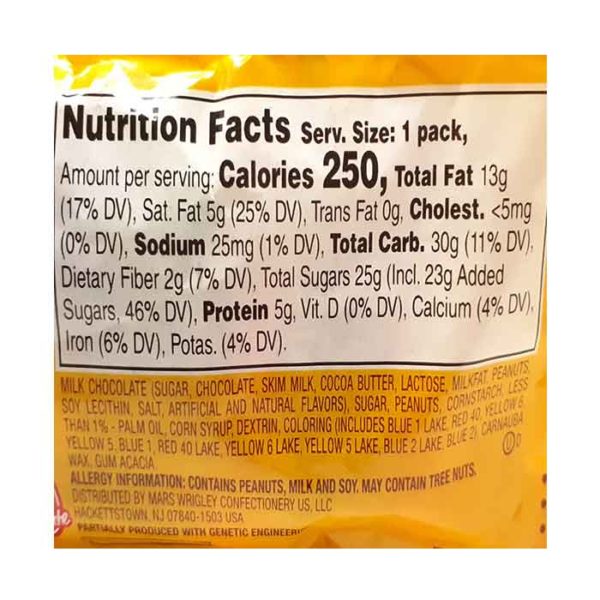 Nutrition Facts Serv. Size: 1 pack,
Amount per serving: Calories 250, Total Fat 13g
(17% DV), Sat. Fat 5g (25% DV), Trans Fat 0g, Cholest. <5mg
(0% DV), Sodium 25mg (1% DV), Total Carb. 30g (11% DV),
Dietary Fiber 2g (7% DV), Total Sugars 25g (Incl. 23g Added
Sugars, 46% DV), Protein 5g, Vit. D (0% DV), Calcium (4% DV),
Iron (6% DV), Potas. (4% DV).
MILK CHOCOLATE (SUGAR, CHOCOLATE, SKIM MILK, COCOA BUTTER, LACTOSE, MILKFAT, PEANUTS,
SOY LECITHIN, SALT, ARTIFICIAL AND NATURAL FLAVORS), SUGAR, PEANUTS, CORNSTARCH, LESS
THAN 1% - PALM OIL, CORN SYRUP, DEXTRIN, COLORING (INCLUDES BLUE 1 LAKE, RED 40, YELLOW 6,
YELLOW 5, BLUE 1, RED 40 LAKE, YELLOW 6 LAKE, YELLOW 5 LAKE, BLUE 2 LAKE, BLUE 2), CARNAUBA
WAX, GUM ACACIA.
ALLERGY INFORMATION: CONTAINS PEANUTS, MILK AND SOY. MAY CONTAIN TREE NUTS.
DISTRIBUTED BY MARS WRIGLEY CONFECTIONERY US, LLC
HACKETTSTOWN, NJ 07840-1503 USA
PARTIALLY PRODUCED WITH GENETIC